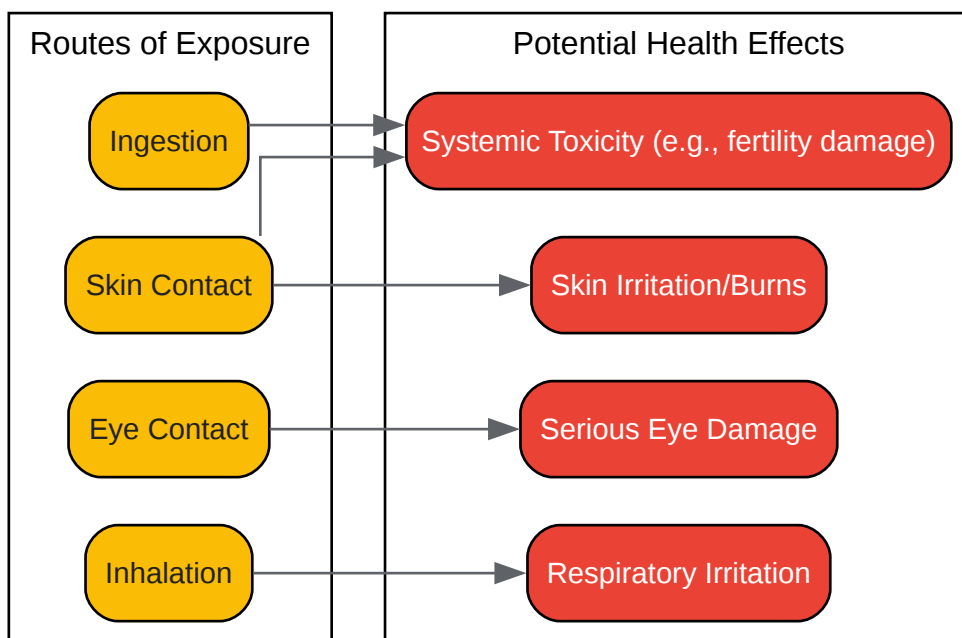 Routes of Exposure
Potential Health Effects
Ingestion
Systemic Toxicity (e.g., fertility damage)
Skin Contact
Skin Irritation/Burns
Eye Contact
Serious Eye Damage
Inhalation
Respiratory Irritation